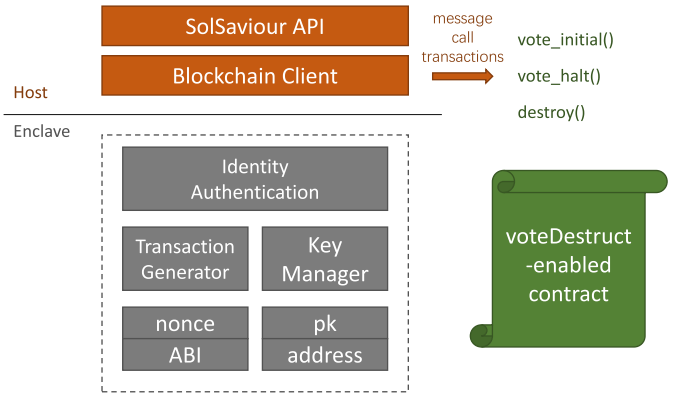 SolSaviour API
Blockchain Client
message
call
transactions
vote_initial()
vote_halt()
destroy()
Host
Enclave
Identity
Authentication
Transaction
Generator
Key
Manager
nonce
ABI
pk
address
voteDestruct
-enabled
contract